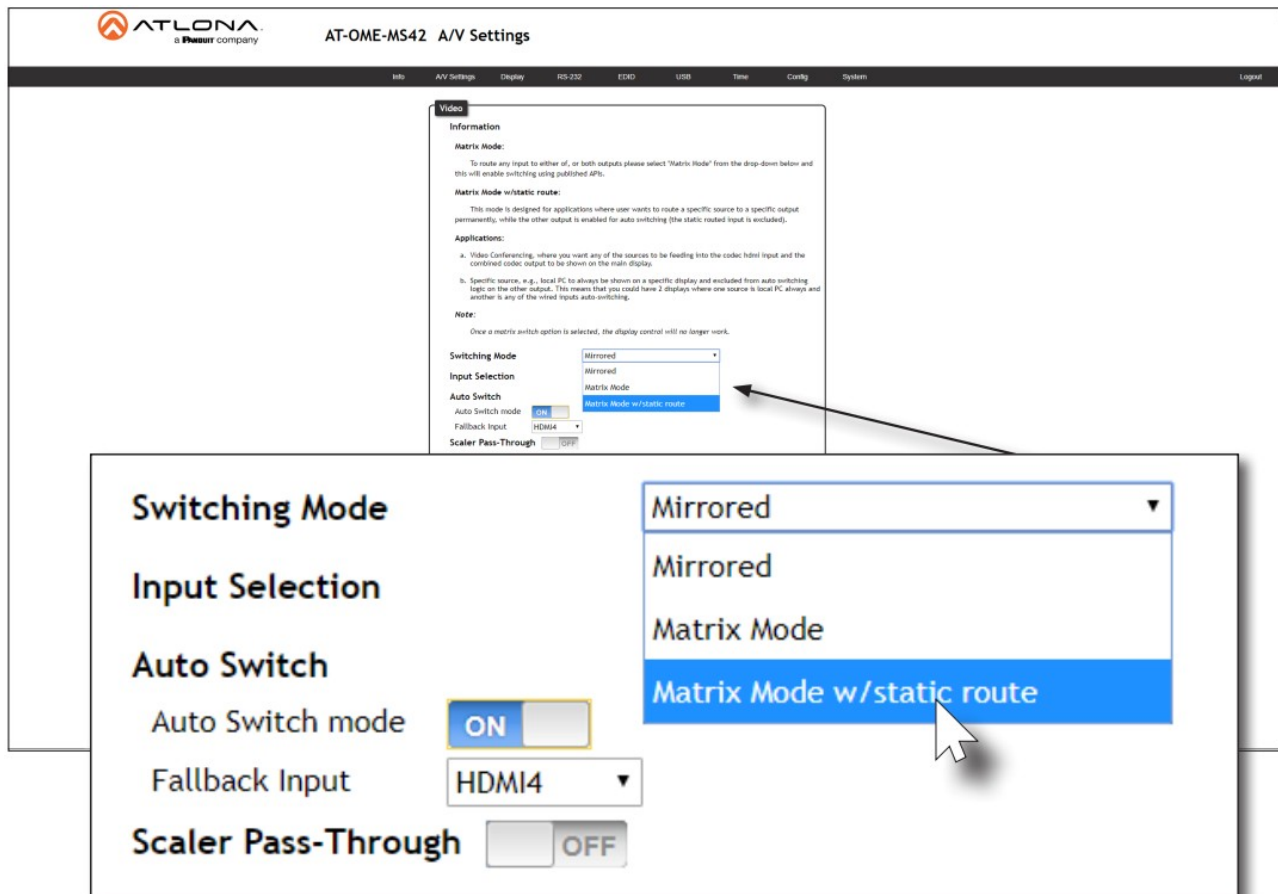 ATLONA.
a PANDUIT company
AT-OME-MS42 A/V Settings
Info A/V Settings Display RS-232 EDID USB Time Config System Logout
Video
Information
Matrix Mode:
To route any input to either of, or both outputs please select "Matrix Mode" from the drop-down below and
this will enable switching using published APIs.
Matrix Mode w/static route:
This mode is designed for applications where user wants to route a specific source to a specific output
permanently, while the other output is enabled for auto switching (the static routed input is excluded).
Applications:
a. Video Conferencing, where you want any of the sources to be feeding into the codec hdmi input and the
combined codec output to be shown on the main display.
b. Specific source, e.g., local PC to always be shown on a specific display and excluded from auto switching
logic on the other output. This means that you could have 2 displays where one source is local PC always and
another is any of the wired inputs auto-switching.
Note:
Once a matrix switch option is selected, the display control will no longer work.
Switching Mode Mirrored
Mirrored
Input Selection
Matrix Mode
Auto Switch
Matrix Mode w/static route
Auto Switch mode ON
Fallback Input HDMI4
Scaler Pass-Through OFF
Switching Mode Mirrored
Mirrored
Input Selection
Matrix Mode
Auto Switch
Matrix Mode w/static route
Auto Switch mode ON
Fallback Input HDMI4
Scaler Pass-Through OFF